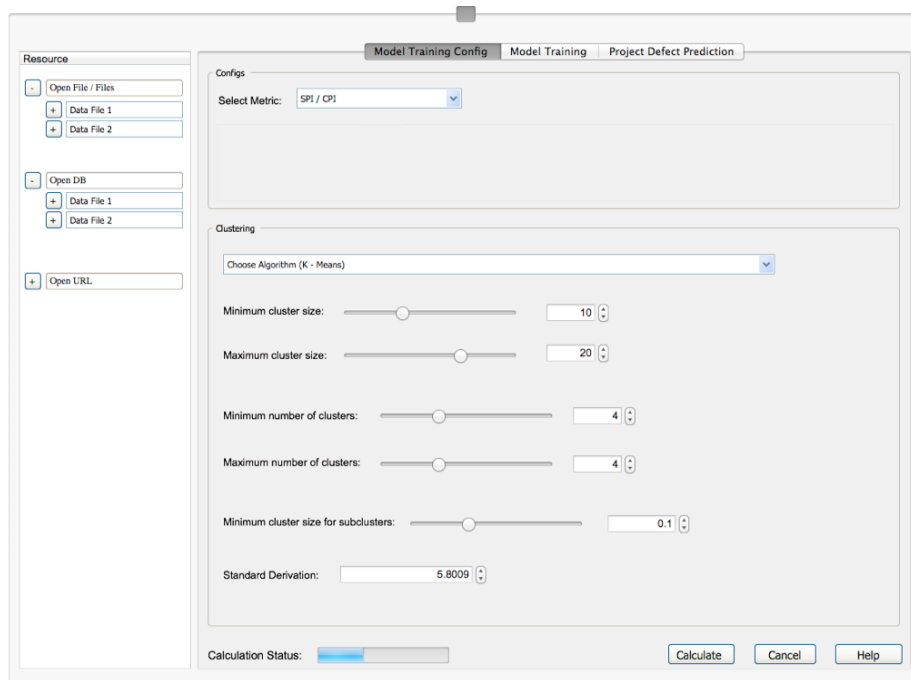 Resource
- Open File / Files
+ Data File 1
+ Data File 2
- Open DB
+ Data File 1
+ Data File 2
+ Open URL
Model Training Config Model Training Project Defect Prediction
Configs
Select Metric: SPI / CPI
Clustering
Choose Algorithm (K - Means)
Minimum cluster size: 10
Maximum cluster size: 20
Minimum number of clusters: 4
Maximum number of clusters: 4
Minimum cluster size for subclusters: 0.1
Standard Derivation: 5.8009
Calculation Status: Calculate Cancel Help